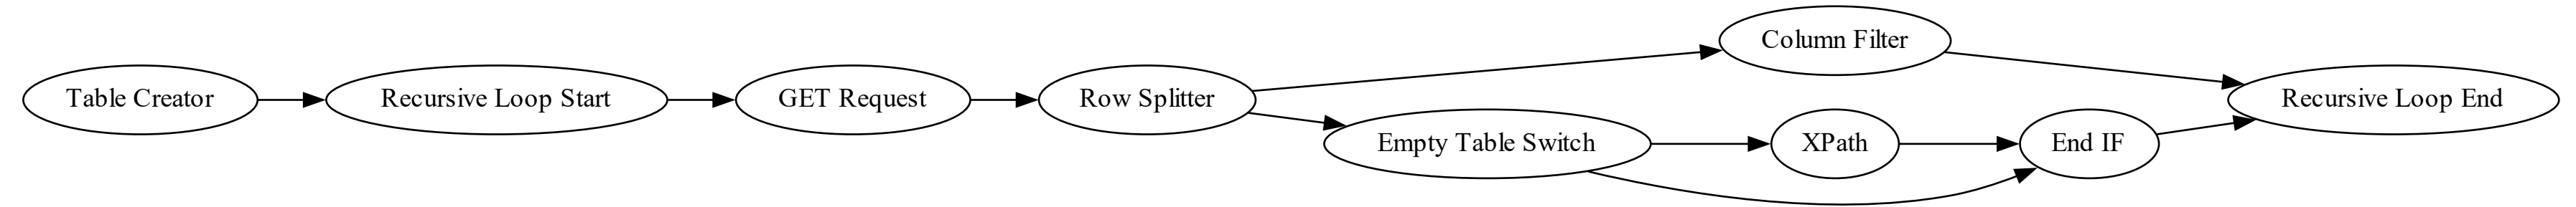 Table Creator
Recursive Loop Start
GET Request
Row Splitter
Column Filter
Empty Table Switch
XPath
End IF
Recursive Loop End